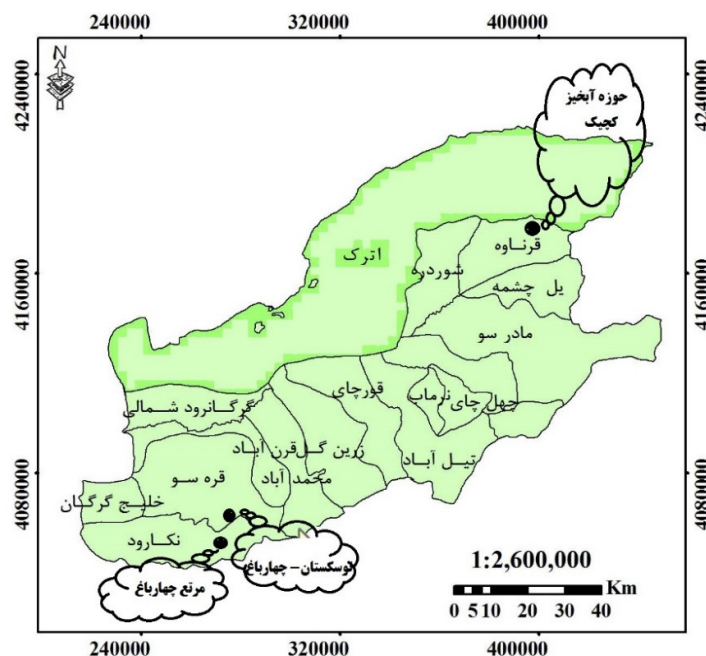 240000 320000 400000
N
4240000 4240000
حوزه آبخیز
کچیک
قرناوه
اترک
شوردره
4160000 4160000
یل چشمه
مادر سو
قورچای
نرماب
چهل چای
گرگانرود شمالی
زرین گل
قرن آباد
تیل آباد
محمد آباد
قره سو
4080000 4080000
خلیج گرگان
نکارود
توسکستان-چهارباغ
مرتع چهارباغ
1:2,600,000
Km
0 5 10 20 30 40
240000 320000 400000